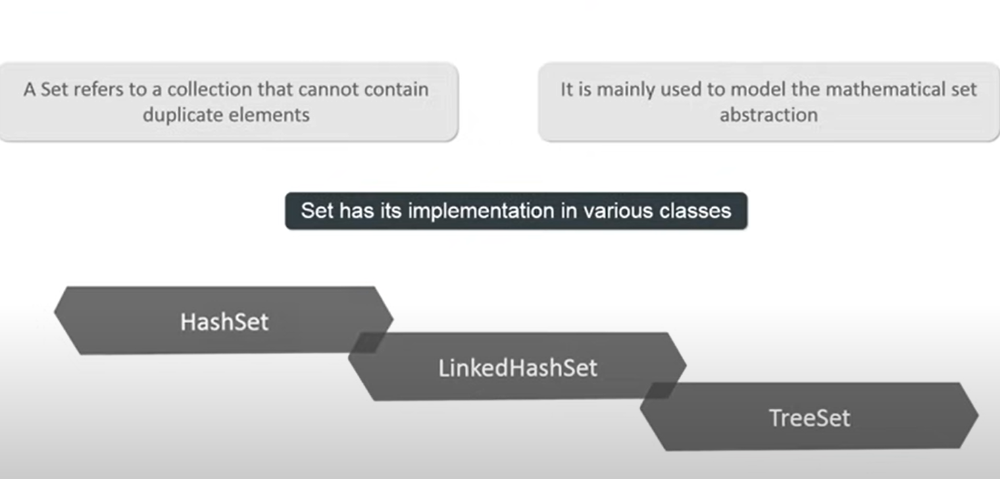 A Set refers to a collection that cannot contain
duplicate elements
It is mainly used to model the mathematical set
abstraction
Set has its implementation in various classes
HashSet
LinkedHashSet
TreeSet